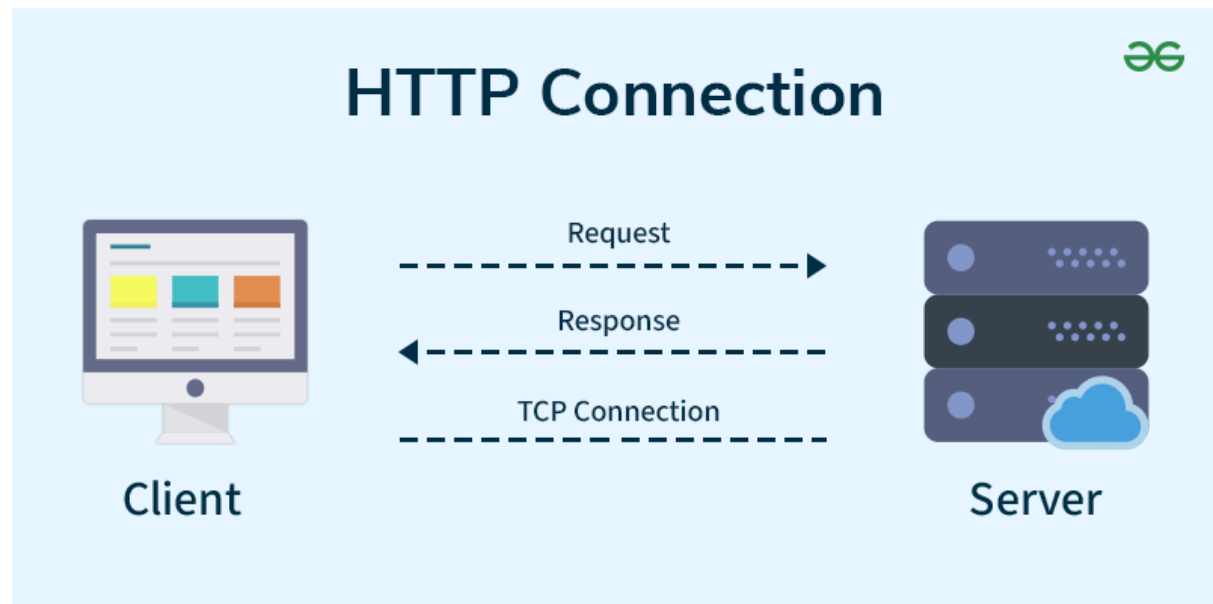 HTTP Connection
Request
Response
TCP Connection
Client
Server